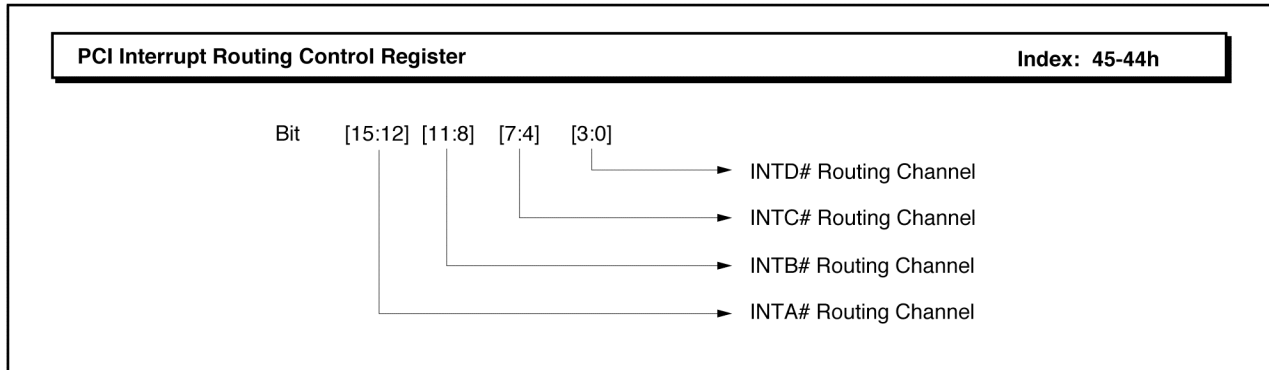 PCI Interrupt Routing Control Register Index: 45-44h
Bit [15:12] [11:8] [7:4] [3:0]
INTD# Routing Channel
INTC# Routing Channel
INTB# Routing Channel
INTA# Routing Channel